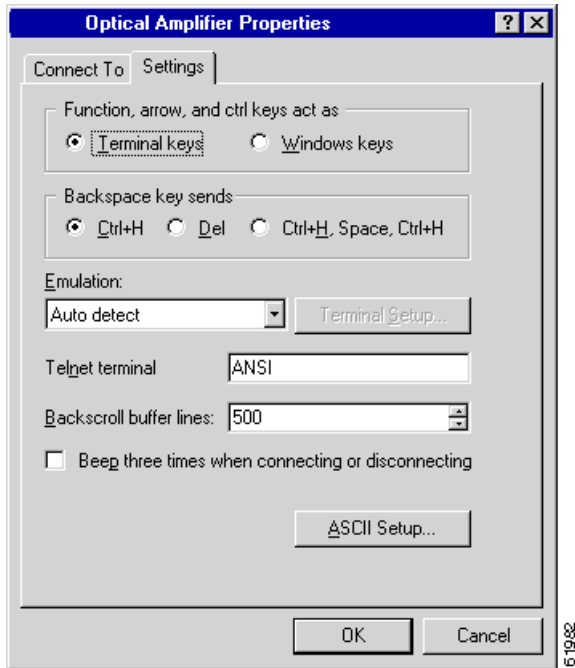 Optical Amplifier Properties
Connect To Settings
Function, arrow, and ctrl keys act as
Terminal keys Windows keys
Backspace key sends
Ctrl+H Del Ctrl+H, Space, Ctrl+H
Emulation:
Auto detect Terminal Setup...
Telnet terminal ANSI
Backscroll buffer lines: 500
Beep three times when connecting or disconnecting
ASCII Setup...
OK Cancel
51982